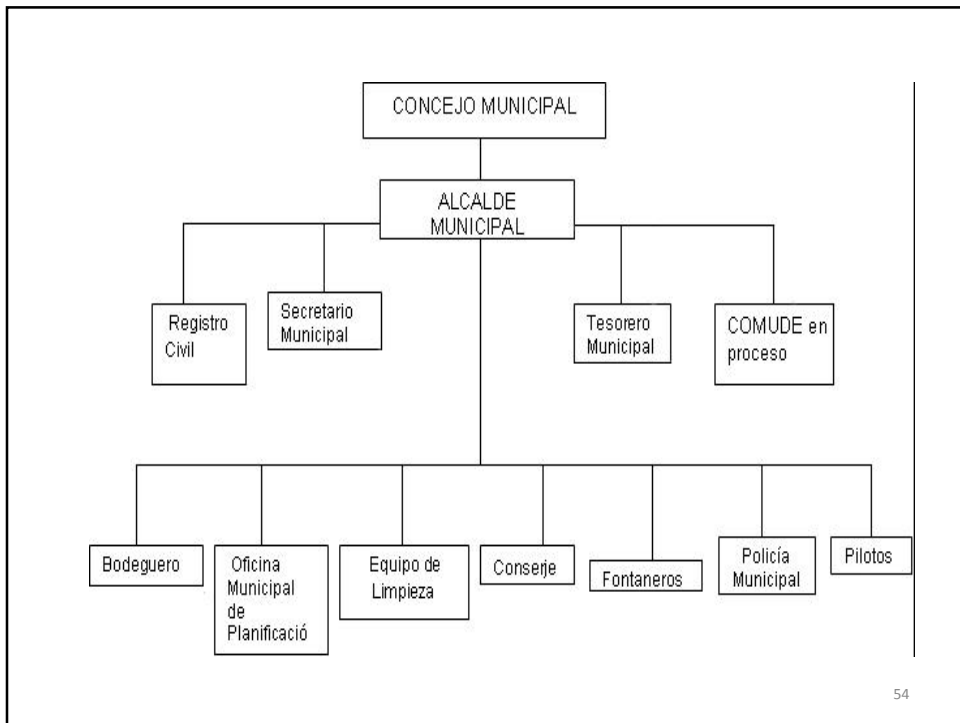 CONCEJO MUNICIPAL
ALCALDE
MUNICIPAL
Registro
Civil
Secretario
Municipal
Tesorero
Municipal
COMUDE en
proceso
Bodeguero
Oficina
Municipal
de
Planificació
Equipo de
Limpieza
Conserje
Fontaneros
Policía
Municipal
Pilotos
54